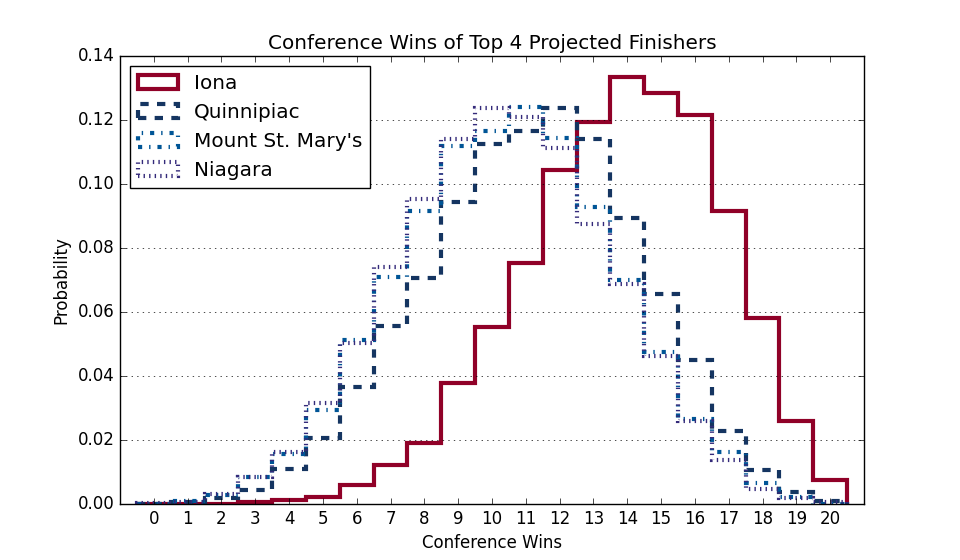 Conference Wins of Top 4 Projected Finishers
Iona
Quinnipiac
Mount St. Mary's
Niagara
0.14
0.12
0.10
0.08
0.06
0.04
0.02
0.00
Probability
0 1 2 3 4 5 6 7 8 9 10 11 12 13 14 15 16 17 18 19 20
Conference Wins